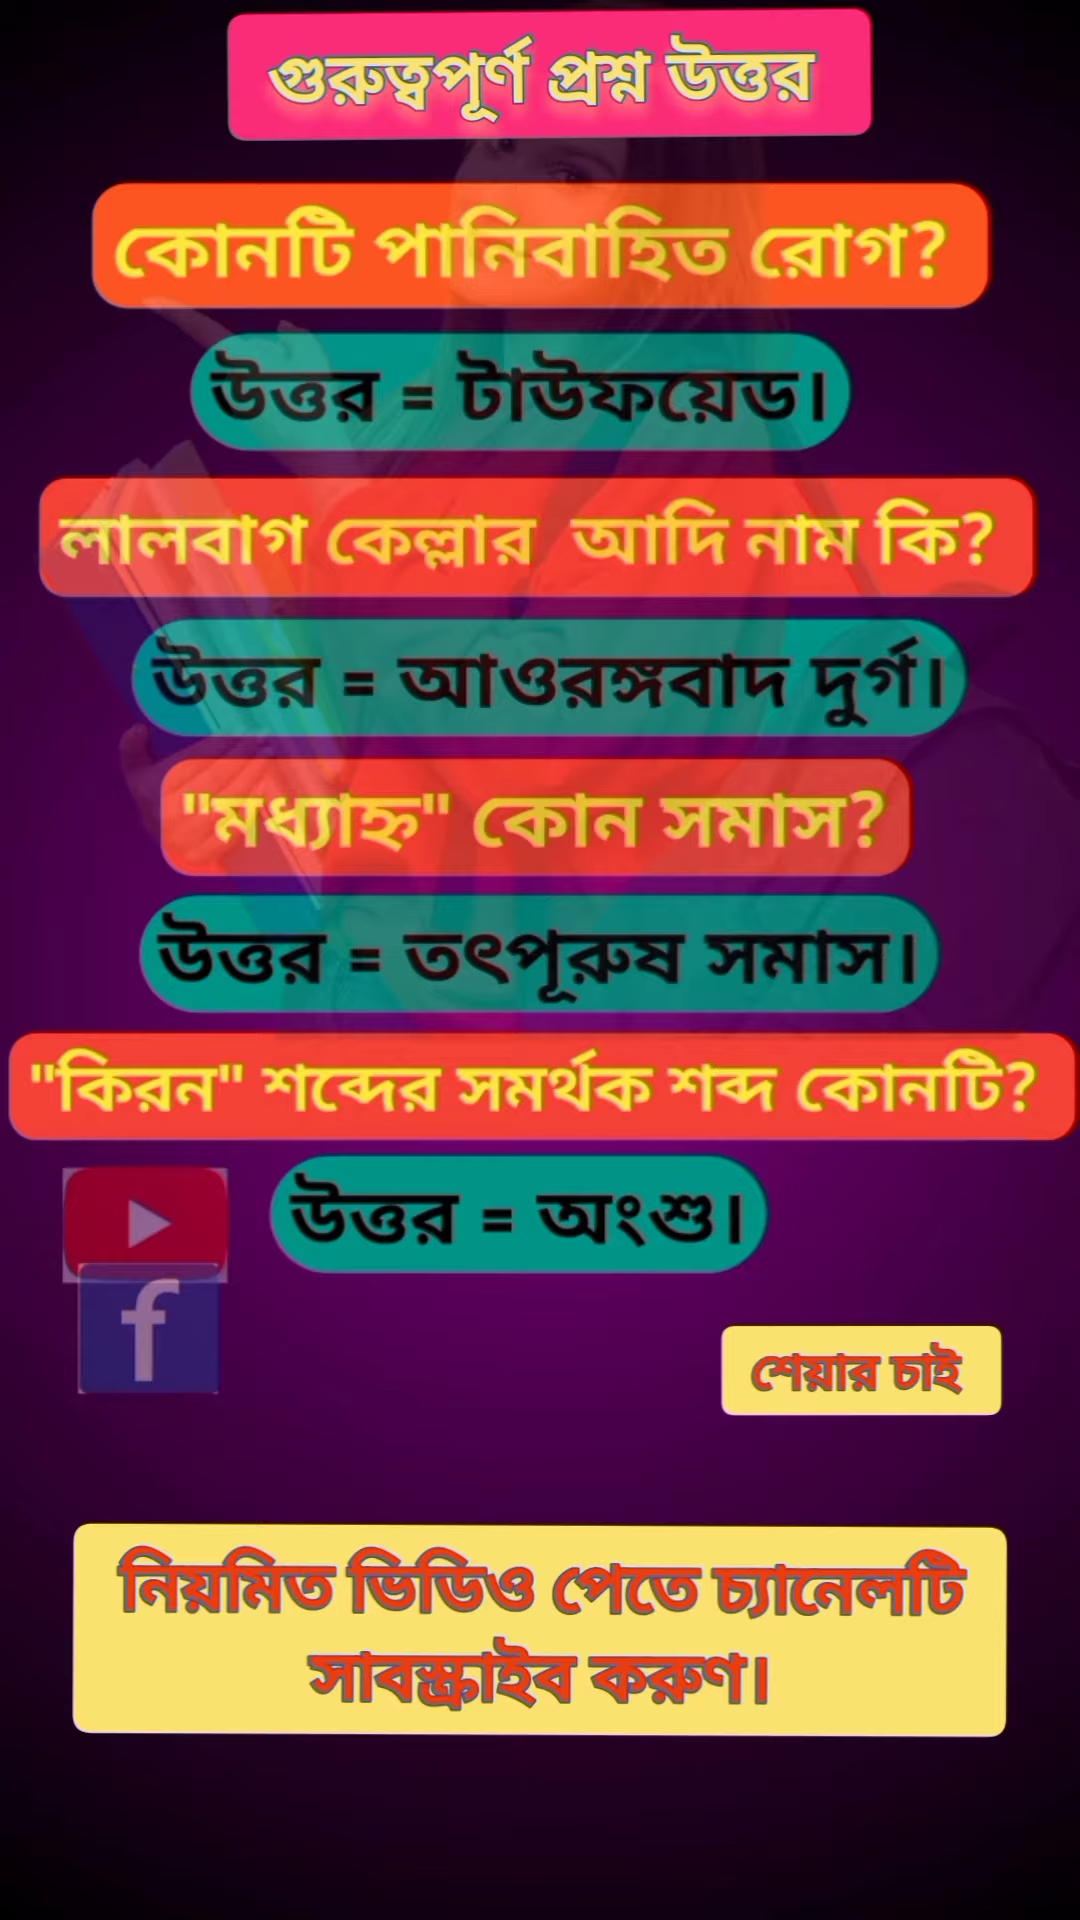 গুরুত্বপূর্ণ প্রশ্ন উত্তর
কোনটি পানিবাহিত রোগ?
উত্তর = টাউফয়েড।
লালবাগ কেল্লার আদি নাম কি?
উত্তর = আওরঙ্গবাদ দুর্গ।
"মধ্যাহ্ন" কোন সমাস?
উত্তর = তৎপূরুষ সমাস।
"কিরন" শব্দের সমর্থক শব্দ কোনটি?
উত্তর = অংশু।
f
শেয়ার চাই
নিয়মিত ভিডিও পেতে চ্যানেলটি
সাবস্ক্রাইব করুণ।